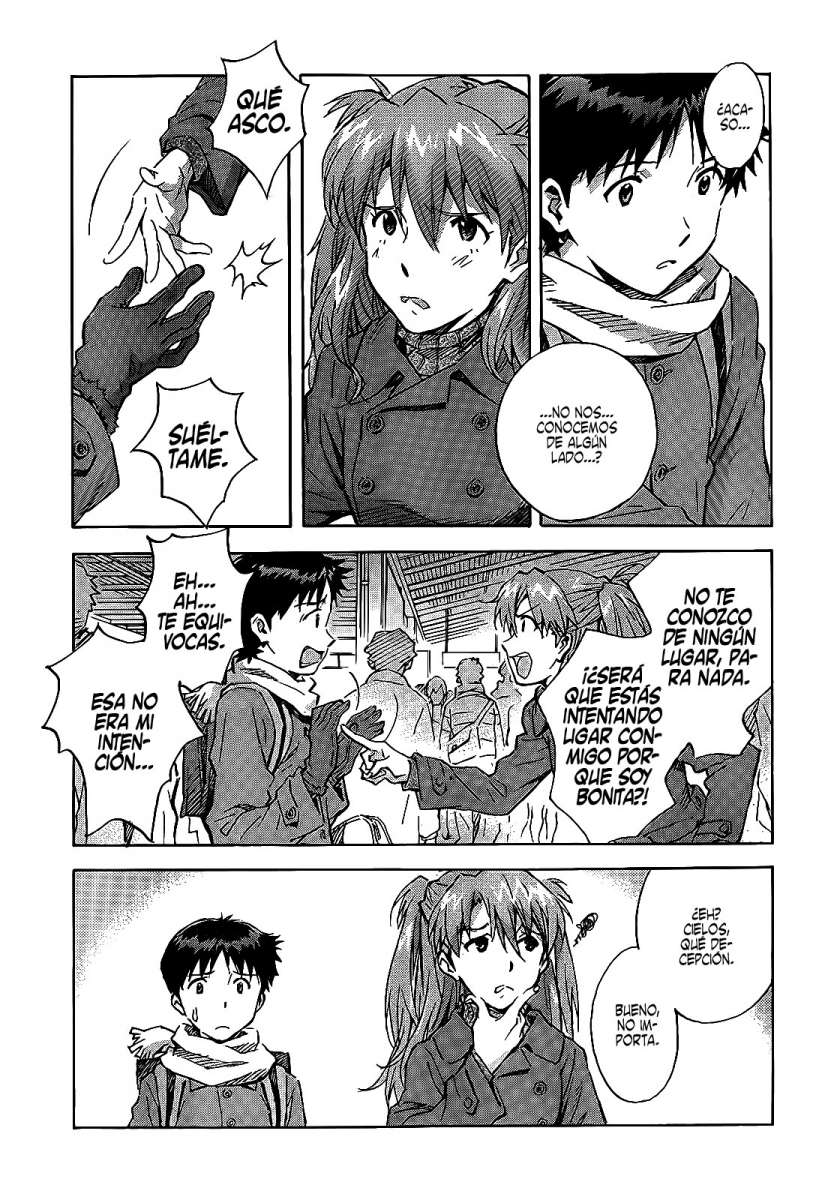 ¿ACA-
SO...
...NO NOS...
CONOCEMOS
DE ALGÚN
LADO...?
QUÉ
ASCO.
SUÉL-
TAME.
NO TE
CONOZCO
DE NINGÚN
LUGAR, PA-
RA NADA.
¡¿SERÁ
QUE ESTÁS
INTENTANDO
LIGAR CON-
MIGO POR-
QUE SOY
BONITA?!
EH...
AH...
TE EQUI-
VOCAS.
ESA NO
ERA MI
INTEN-
CIÓN...
¿EH?
CIELOS,
QUÉ DE-
CEPCIÓN.
BUENO,
NO IM-
PORTA.